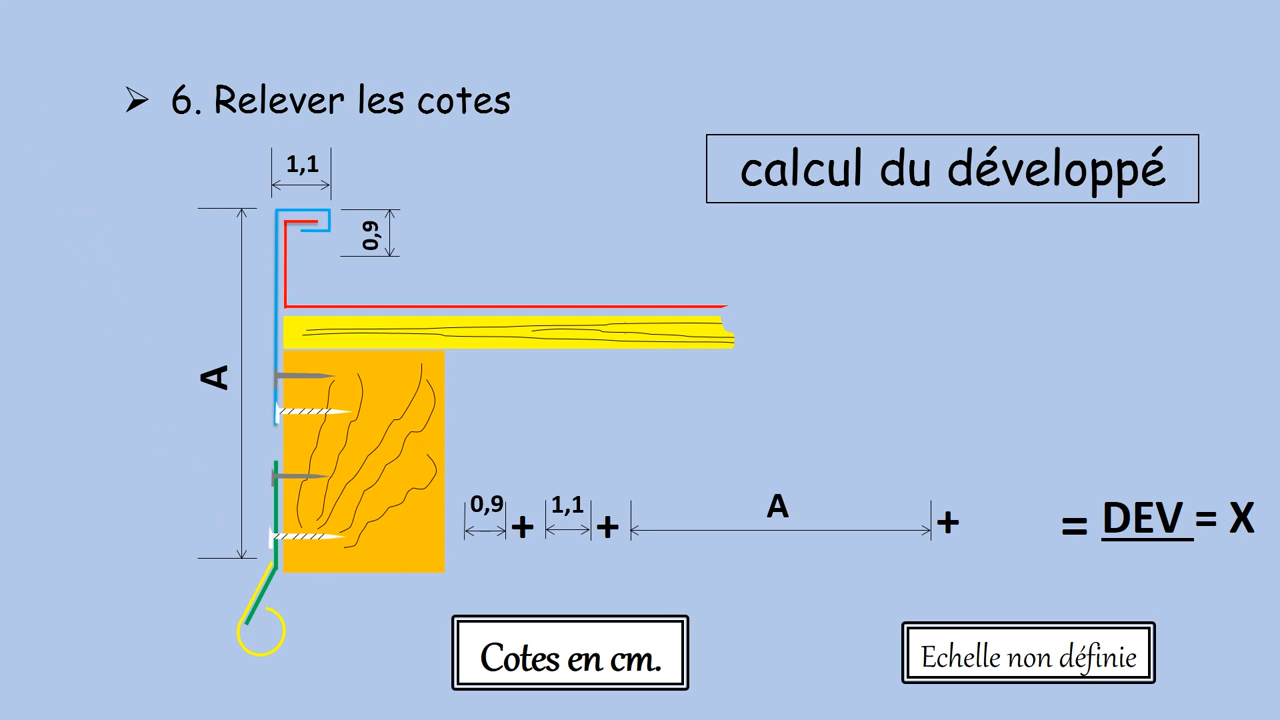 ➢ 6. Relever les cotes
calcul du développé
1,1
0,9
A
0,9 + 1,1 + A + = DEV = X
Cotes en cm.
Echelle non définie